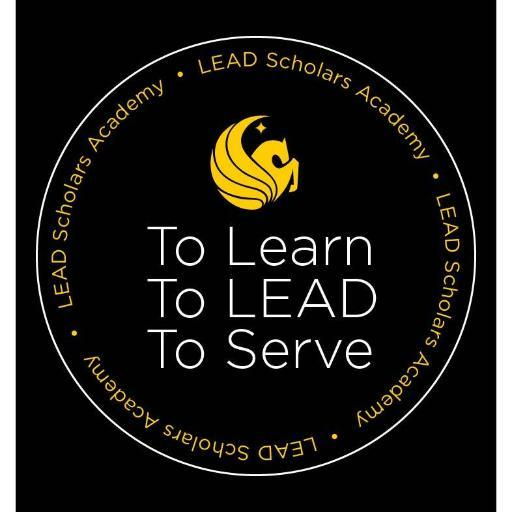 LEAD Scholars Academy • LEAD Scholars Academy • LEAD Scholars Academy • LEAD Scholars Academy •
To Learn
To LEAD
To Serve